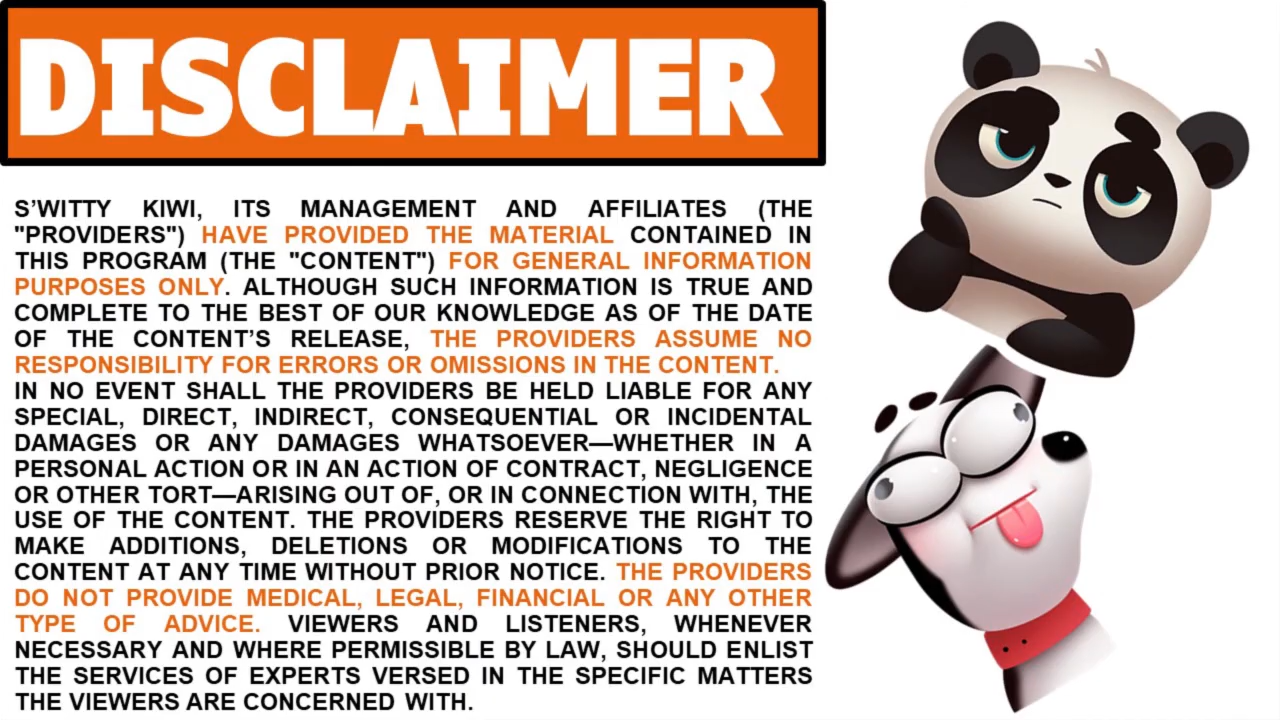 DISCLAIMER
S’WITTY KIWI, ITS MANAGEMENT AND AFFILIATES (THE
"PROVIDERS") HAVE PROVIDED THE MATERIAL CONTAINED IN
THIS PROGRAM (THE "CONTENT") FOR GENERAL INFORMATION
PURPOSES ONLY. ALTHOUGH SUCH INFORMATION IS TRUE AND
COMPLETE TO THE BEST OF OUR KNOWLEDGE AS OF THE DATE
OF THE CONTENT’S RELEASE, THE PROVIDERS ASSUME NO
RESPONSIBILITY FOR ERRORS OR OMISSIONS IN THE CONTENT.
IN NO EVENT SHALL THE PROVIDERS BE HELD LIABLE FOR ANY
SPECIAL, DIRECT, INDIRECT, CONSEQUENTIAL OR INCIDENTAL
DAMAGES OR ANY DAMAGES WHATSOEVER—WHETHER IN A
PERSONAL ACTION OR IN AN ACTION OF CONTRACT, NEGLIGENCE
OR OTHER TORT—ARISING OUT OF, OR IN CONNECTION WITH, THE
USE OF THE CONTENT. THE PROVIDERS RESERVE THE RIGHT TO
MAKE ADDITIONS, DELETIONS OR MODIFICATIONS TO THE
CONTENT AT ANY TIME WITHOUT PRIOR NOTICE. THE PROVIDERS
DO NOT PROVIDE MEDICAL, LEGAL, FINANCIAL OR ANY OTHER
TYPE OF ADVICE. VIEWERS AND LISTENERS, WHENEVER
NECESSARY AND WHERE PERMISSIBLE BY LAW, SHOULD ENLIST
THE SERVICES OF EXPERTS VERSED IN THE SPECIFIC MATTERS
THE VIEWERS ARE CONCERNED WITH.